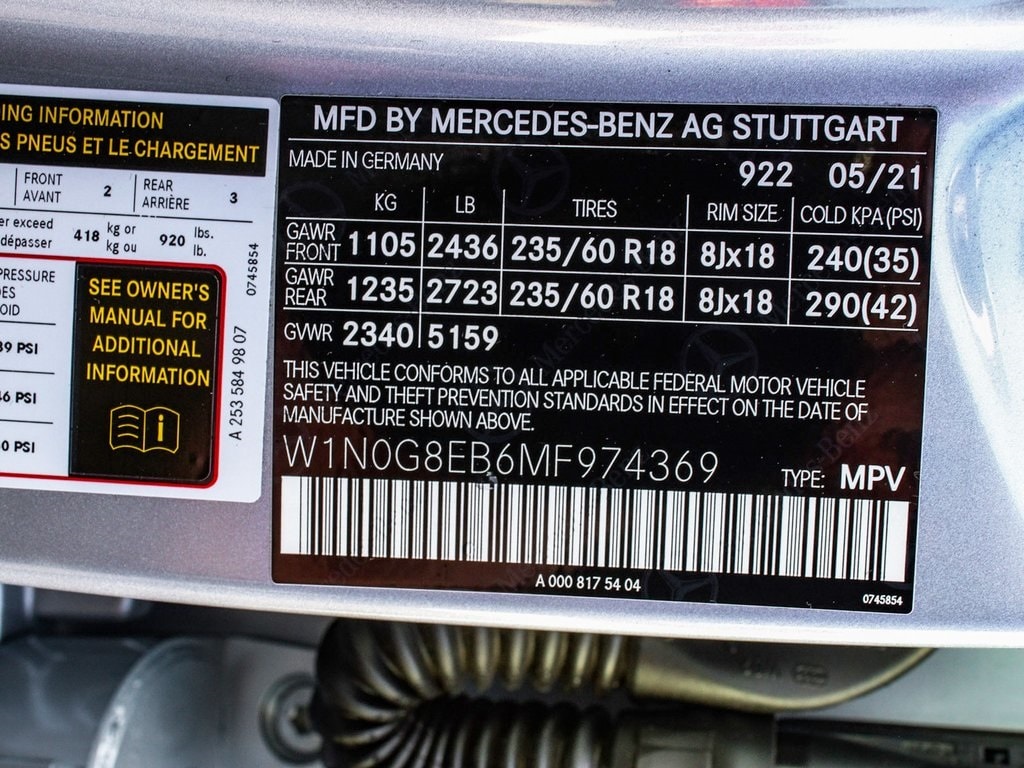 ING INFORMATION
S PNEUS ET LE CHARGEMENT
FRONT
AVANT
2
REAR
ARRIÈRE
3
er exceed
dépasser
418
kg or
kg ou
920
lbs.
lb.
PRESSURE
DES
OID
39 PSI
46 PSI
0 PSI
SEE OWNER'S
MANUAL FOR
ADDITIONAL
INFORMATION
i
0745854
A 253 584 98 07
MFD BY MERCEDES-BENZ AG STUTTGART
MADE IN GERMANY 922 05/21
KG LB TIRES RIM SIZE COLD KPA (PSI)
GAWR
FRONT 1105 2436 235/60 R18 8Jx18 240(35)
GAWR
REAR 1235 2723 235/60 R18 8Jx18 290(42)
GVWR 2340 5159
THIS VEHICLE CONFORMS TO ALL APPLICABLE FEDERAL MOTOR VEHICLE
SAFETY AND THEFT PREVENTION STANDARDS IN EFFECT ON THE DATE OF
MANUFACTURE SHOWN ABOVE.
W1N0G8EB6MF974369 TYPE: MPV
A 000 817 54 04
0745854